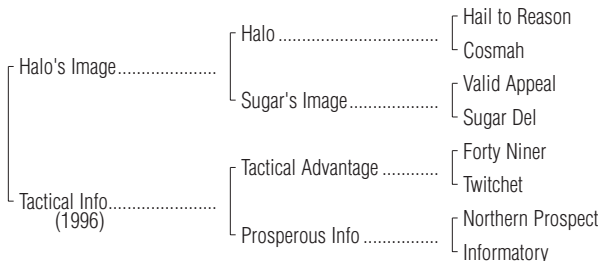 Hail to Reason
Halo ................................
Cosmah
Halo's Image....................
Valid Appeal
Sugar's Image..................
Sugar Del
Forty Niner
Tactical Advantage ............
Twitchet
Tactical Info......................
(1996)
Northern Prospect
Prosperous Info ................
Informatory